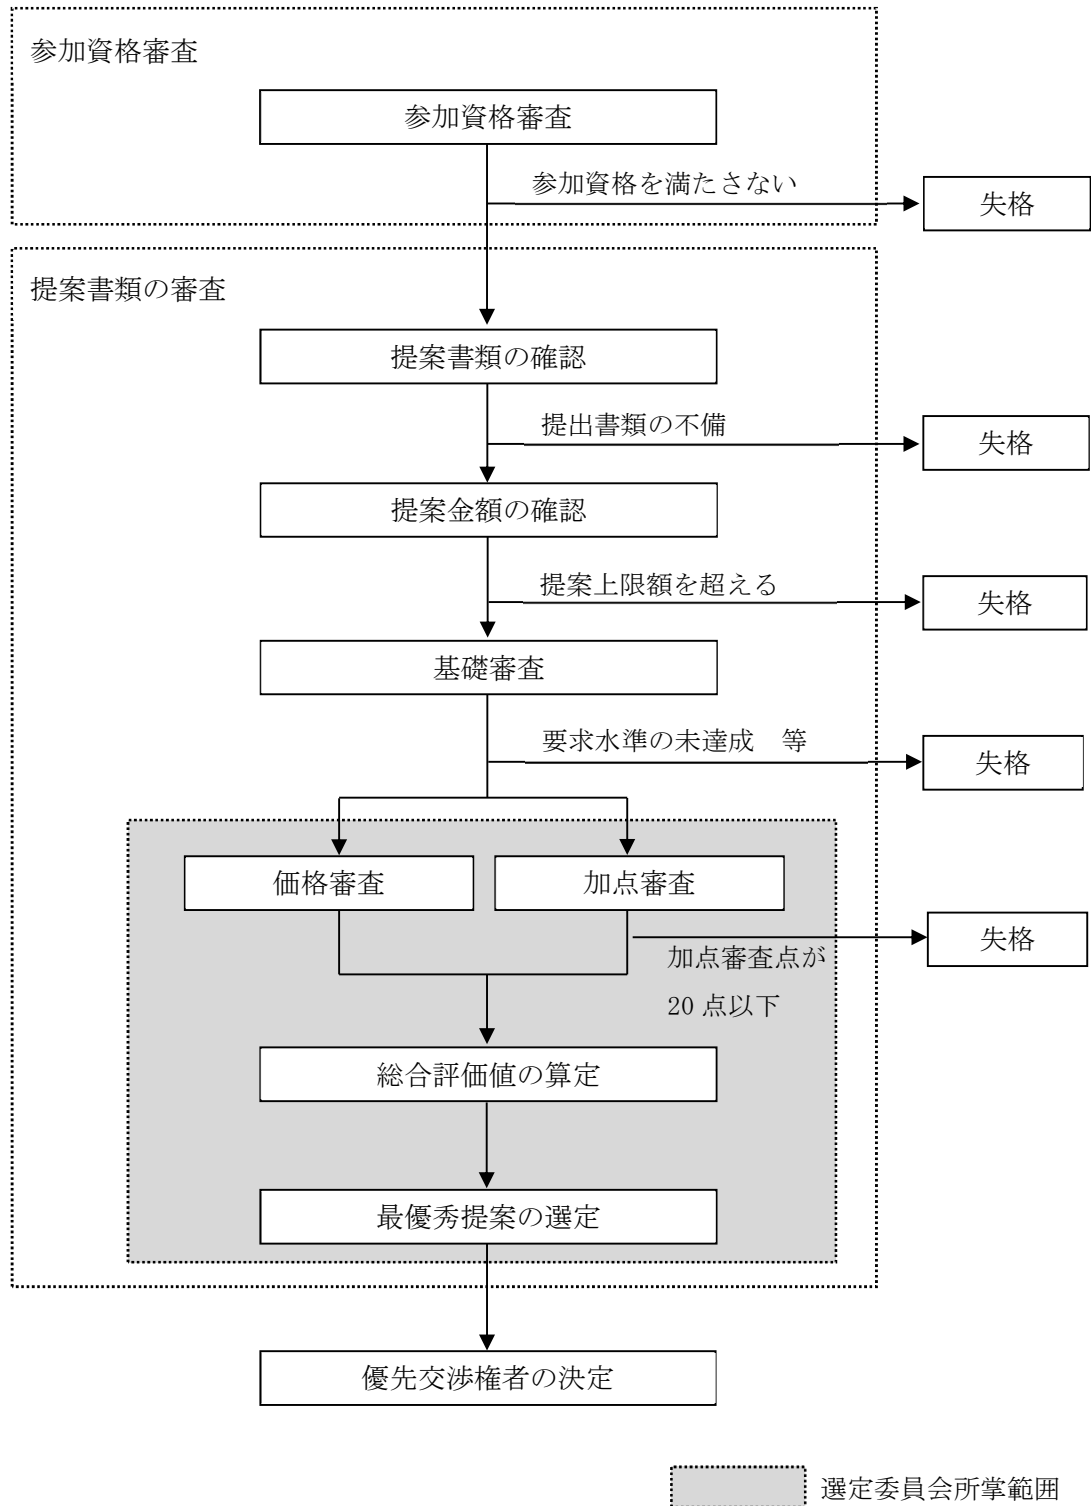 参加資格審査
参加資格審査
参加資格を満たさない
失格
提案書類の審査
提案書類の確認
提出書類の不備
失格
提案金額の確認
提案上限額を超える
失格
基礎審査
要求水準の未達成　等
失格
価格審査
加点審査
失格
加点審査点が
20 点以下
総合評価値の算定
最優秀提案の選定
優先交渉権者の決定
選定委員会所掌範囲